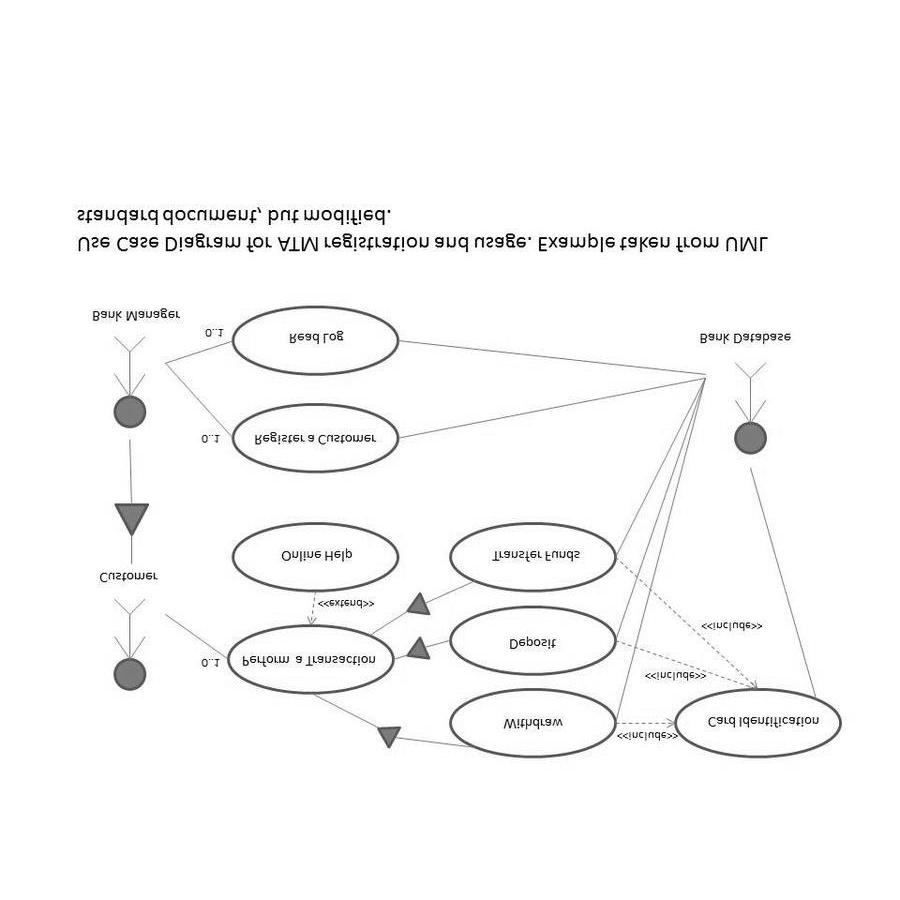 Withdraw
<<include>>
Card Identification
Perform a Transaction
0..1
Deposit
<<include>>
<<include>>
<<extend>>
Customer
Online Help
Transfer Funds
0..1
Register a Customer
0..1
Read Log
Bank Database
Bank Manager
Use Case Diagram for ATM registration and usage. Example taken from UML
standard document, but modified.